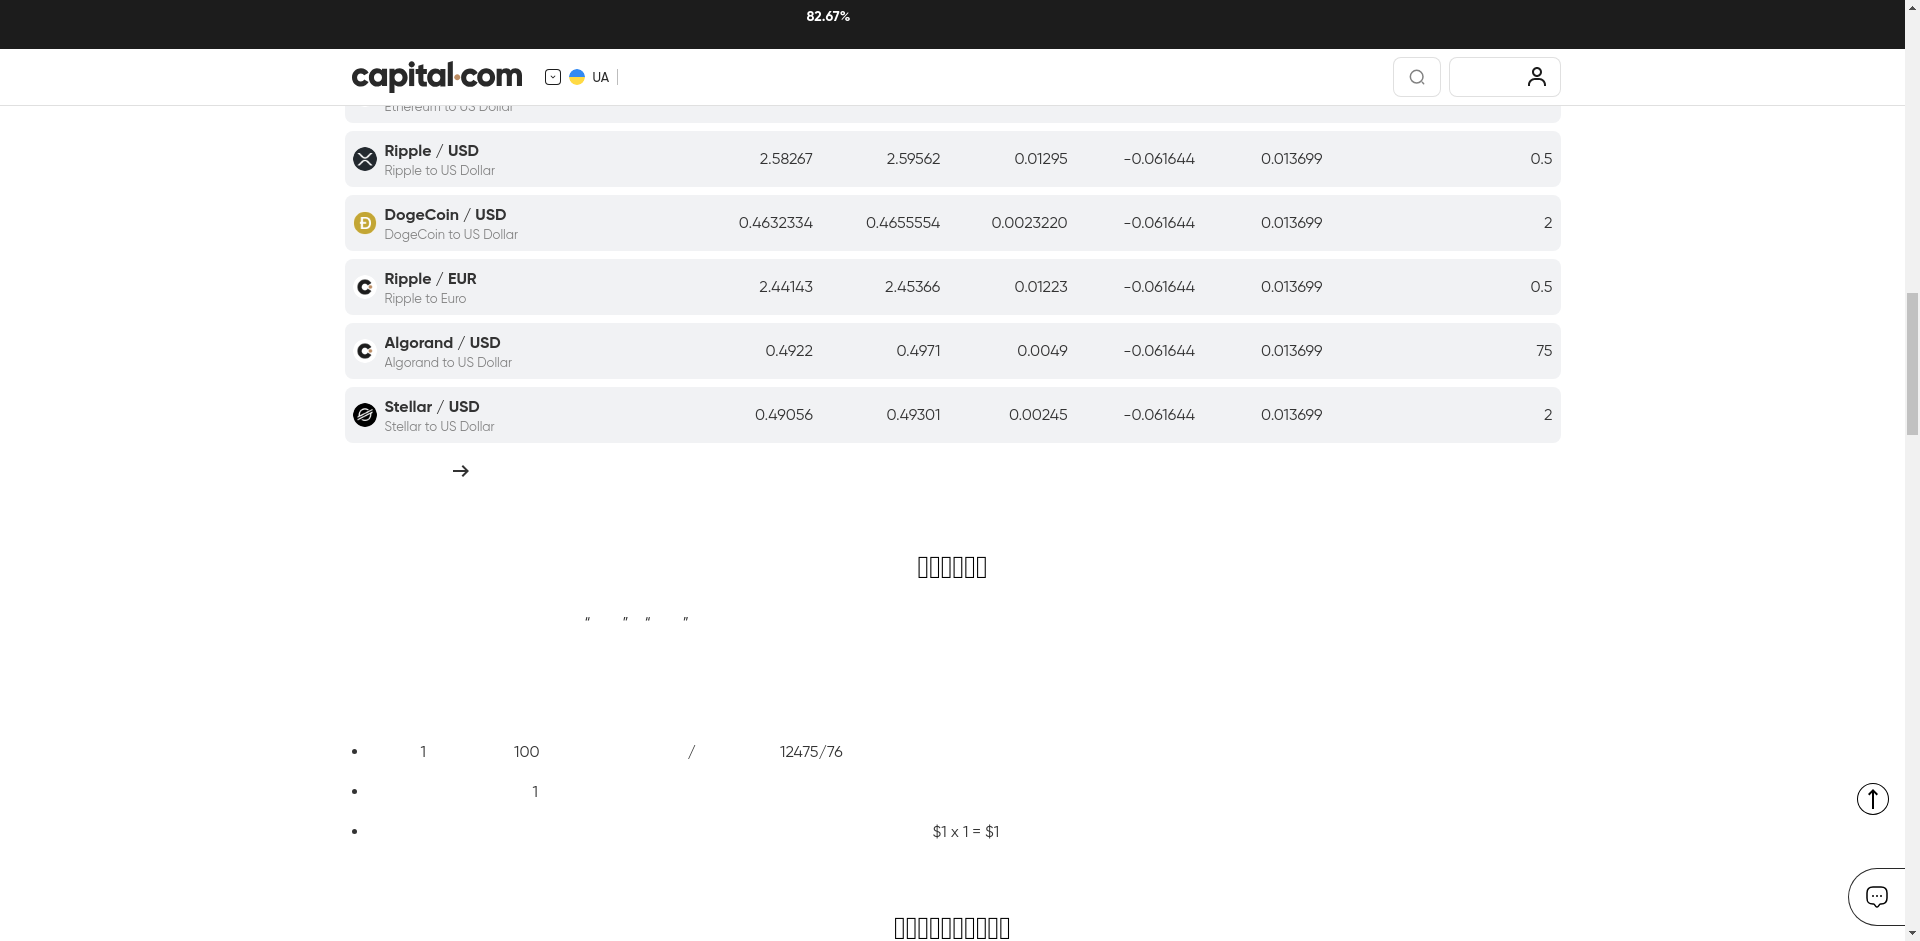 82.67%
capital.com
UA
Ethereum to US Dollar
Ripple / USD 2.58267 2.59562 0.01295 -0.061644 0.013699 0.5
Ripple to US Dollar
DogeCoin / USD 0.4632334 0.4655554 0.0023220 -0.061644 0.013699 2
DogeCoin to US Dollar
Ripple / EUR 2.44143 2.45366 0.01223 -0.061644 0.013699 0.5
Ripple to Euro
Algorand / USD 0.4922 0.4971 0.0049 -0.061644 0.013699 75
Algorand to US Dollar
Stellar / USD 0.49056 0.49301 0.00245 -0.061644 0.013699 2
Stellar to US Dollar
“ ” “ ”
• 1 100 / 12475/76
• 1
• $1 x 1 = $1